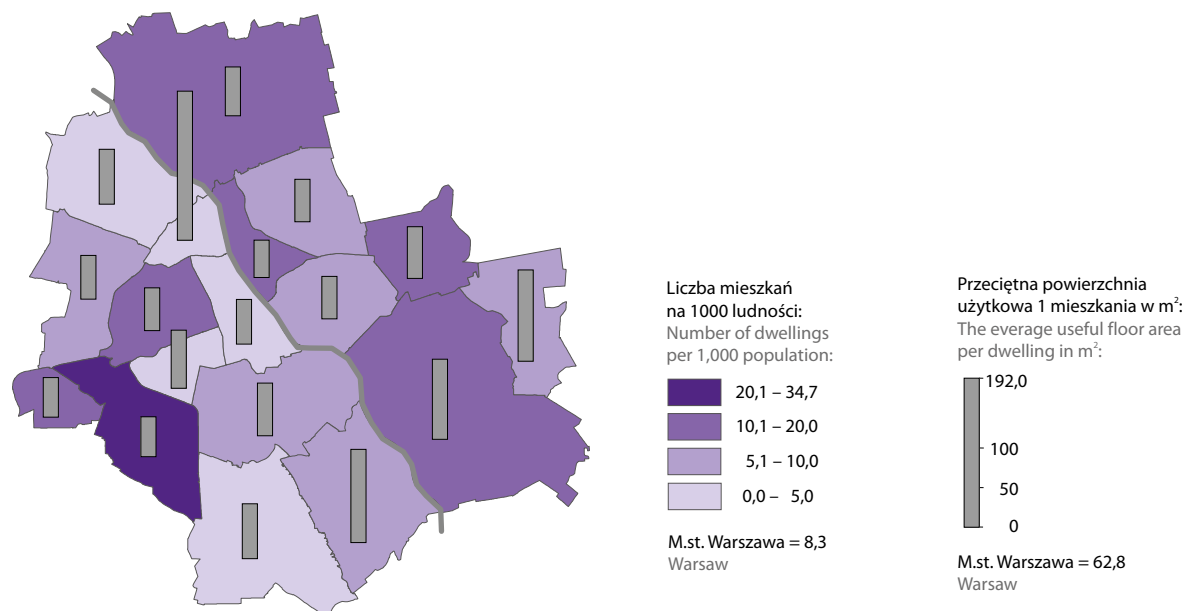 Liczba mieszkań
na 1000 ludności:
Number of dwellings
per 1,000 population:
20,1 – 34,7
10,1 – 20,0
5,1 – 10,0
0,0 – 5,0
M.st. Warszawa = 8,3
Warsaw
Przeciętna powierzchnia
użytkowa 1 mieszkania w m²:
The everage useful floor area
per dwelling in m²:
192,0
100
50
0
M.st. Warszawa = 62,8
Warsaw